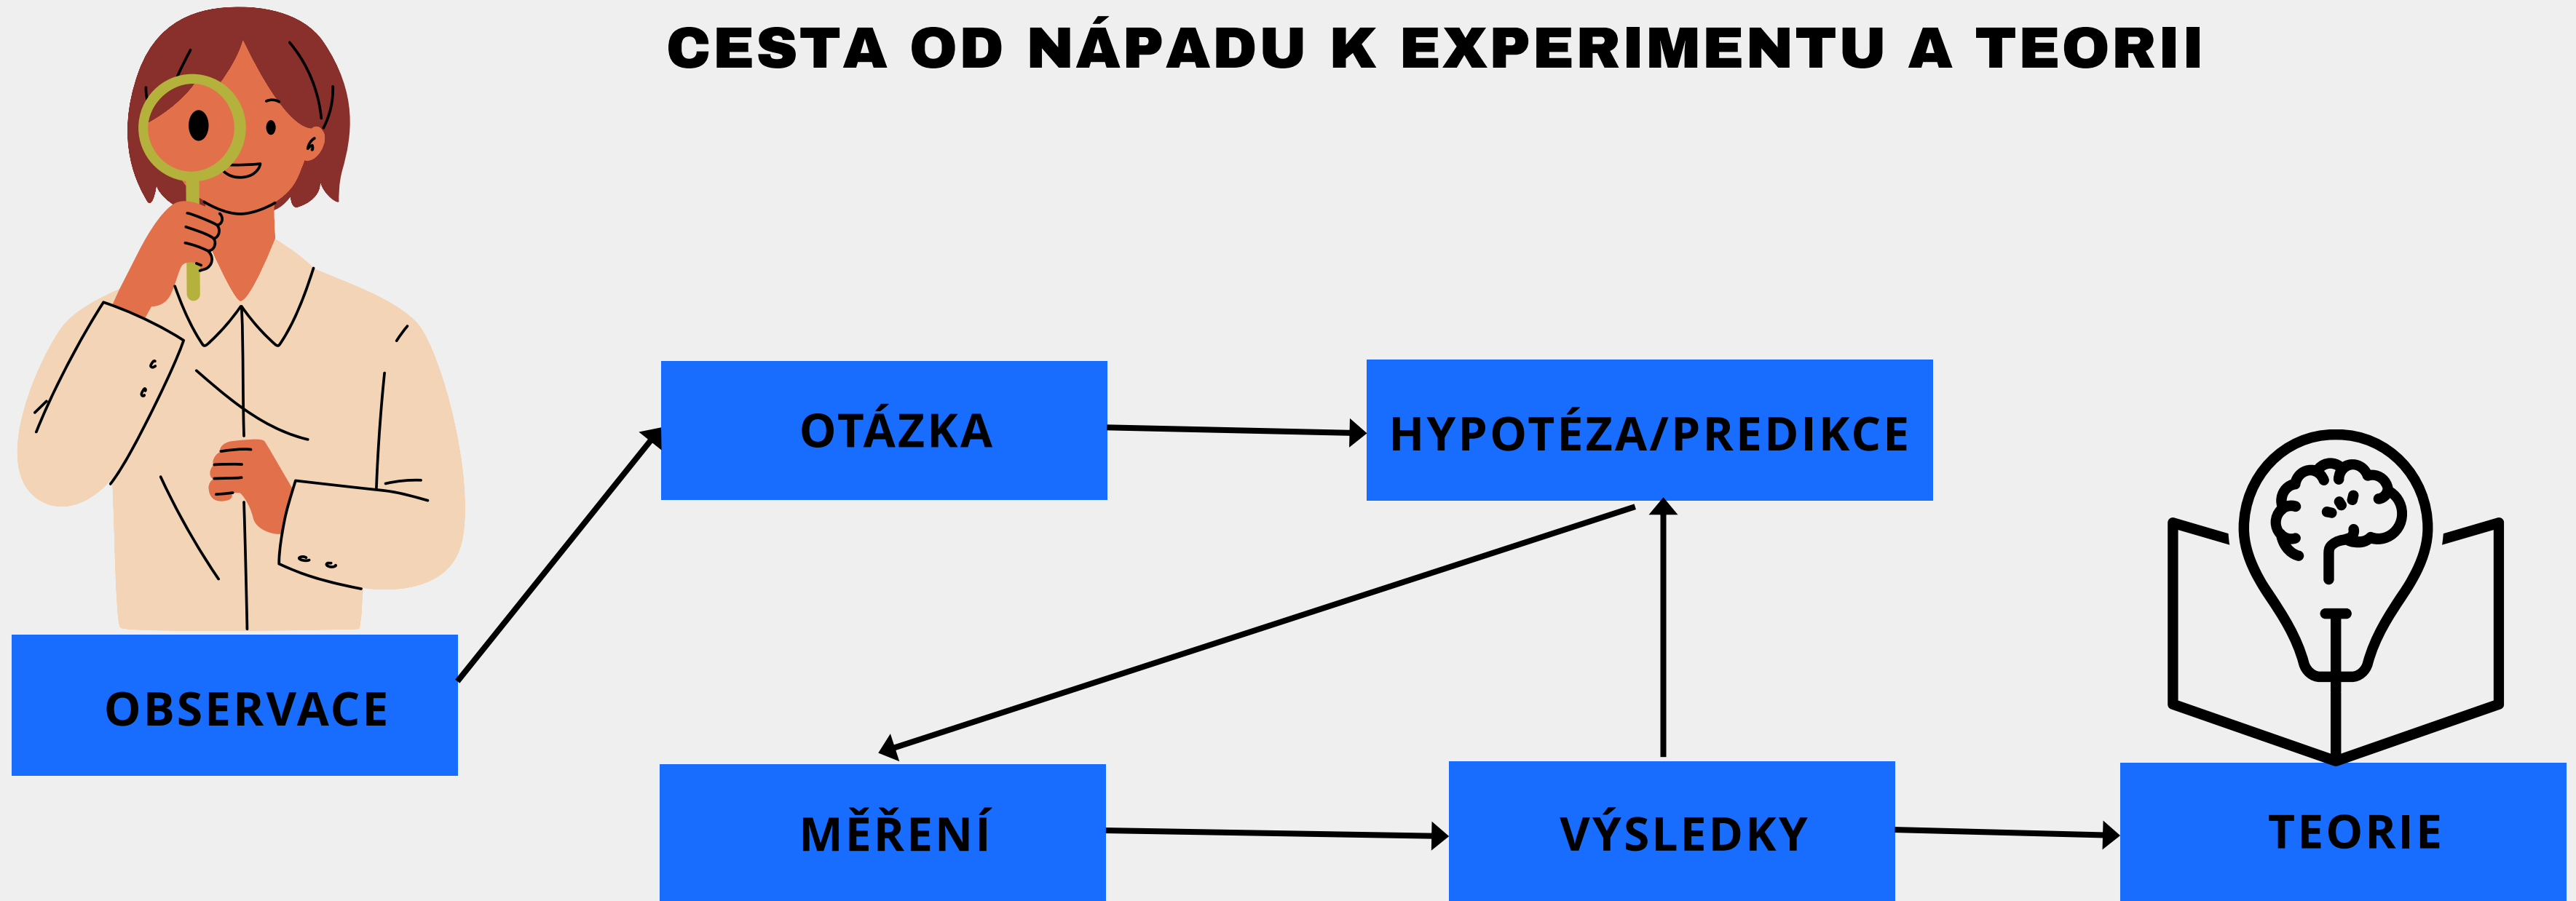 CESTA OD NÁPADU K EXPERIMENTU A TEORII
OTÁZKA
HYPOTÉZA/PREDIKCE
OBSERVACE
MĚŘENÍ
VÝSLEDKY
TEORIE